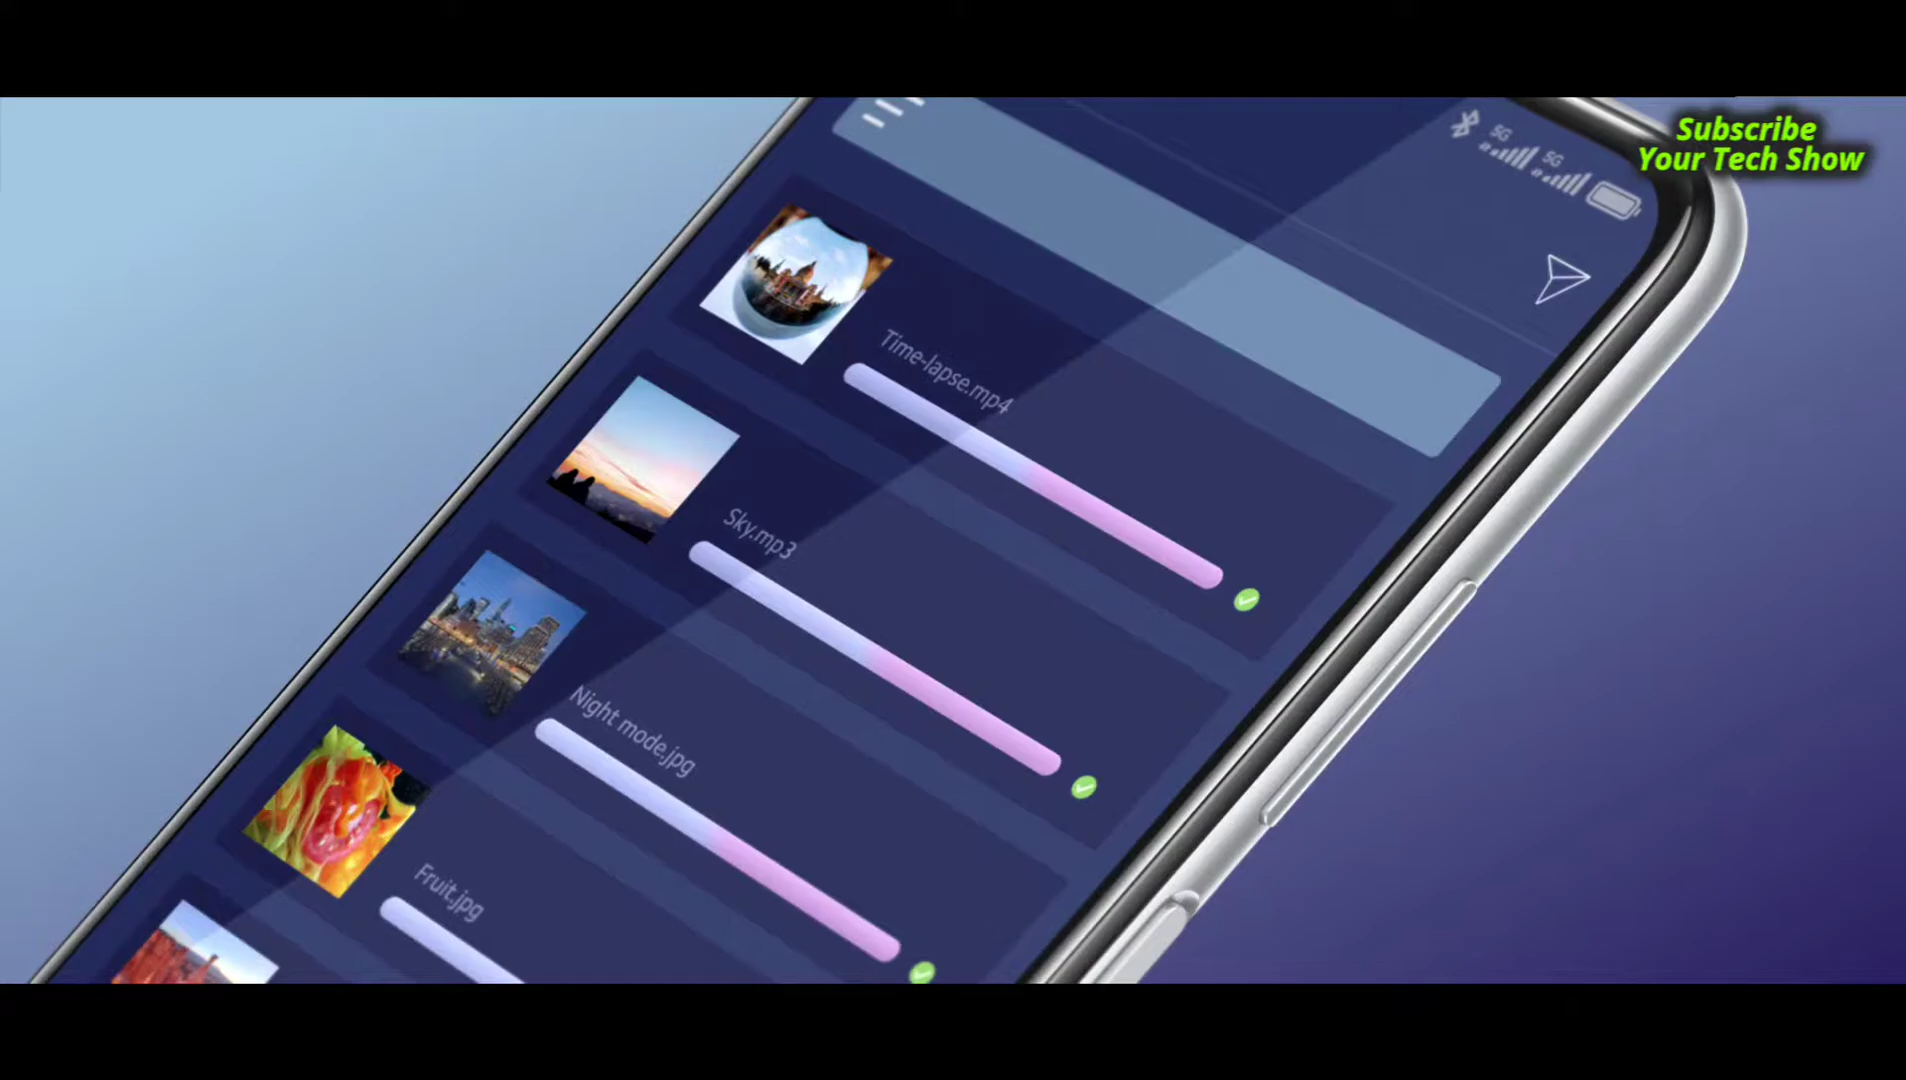 Subscribe
Your Tech Show
5G
5G
Time-lapse.mp4
Sky.mp3
Night mode.jpg
Fruit.jpg